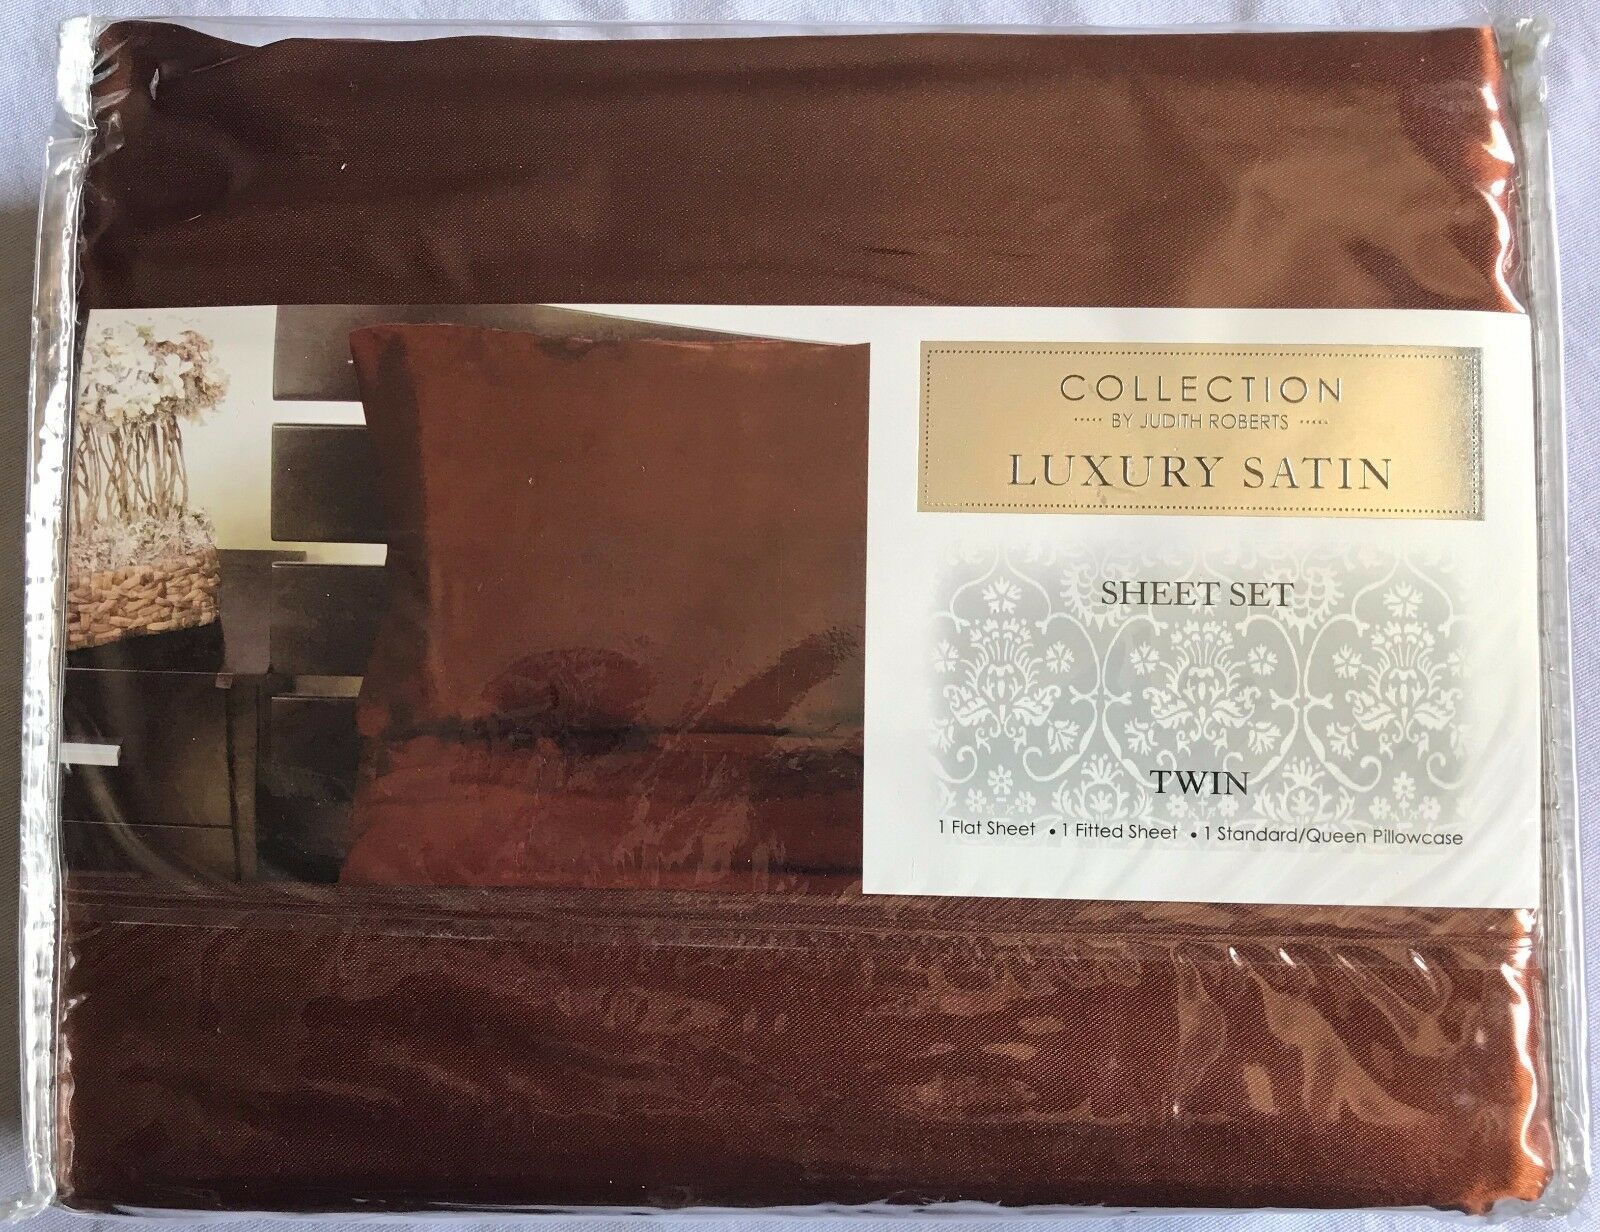 COLLECTION
BY JUDITH ROBERTS
LUXURY SATIN
SHEET SET
TWIN
1 Flat Sheet • 1 Fitted Sheet • 1 Standard/Queen Pillowcase